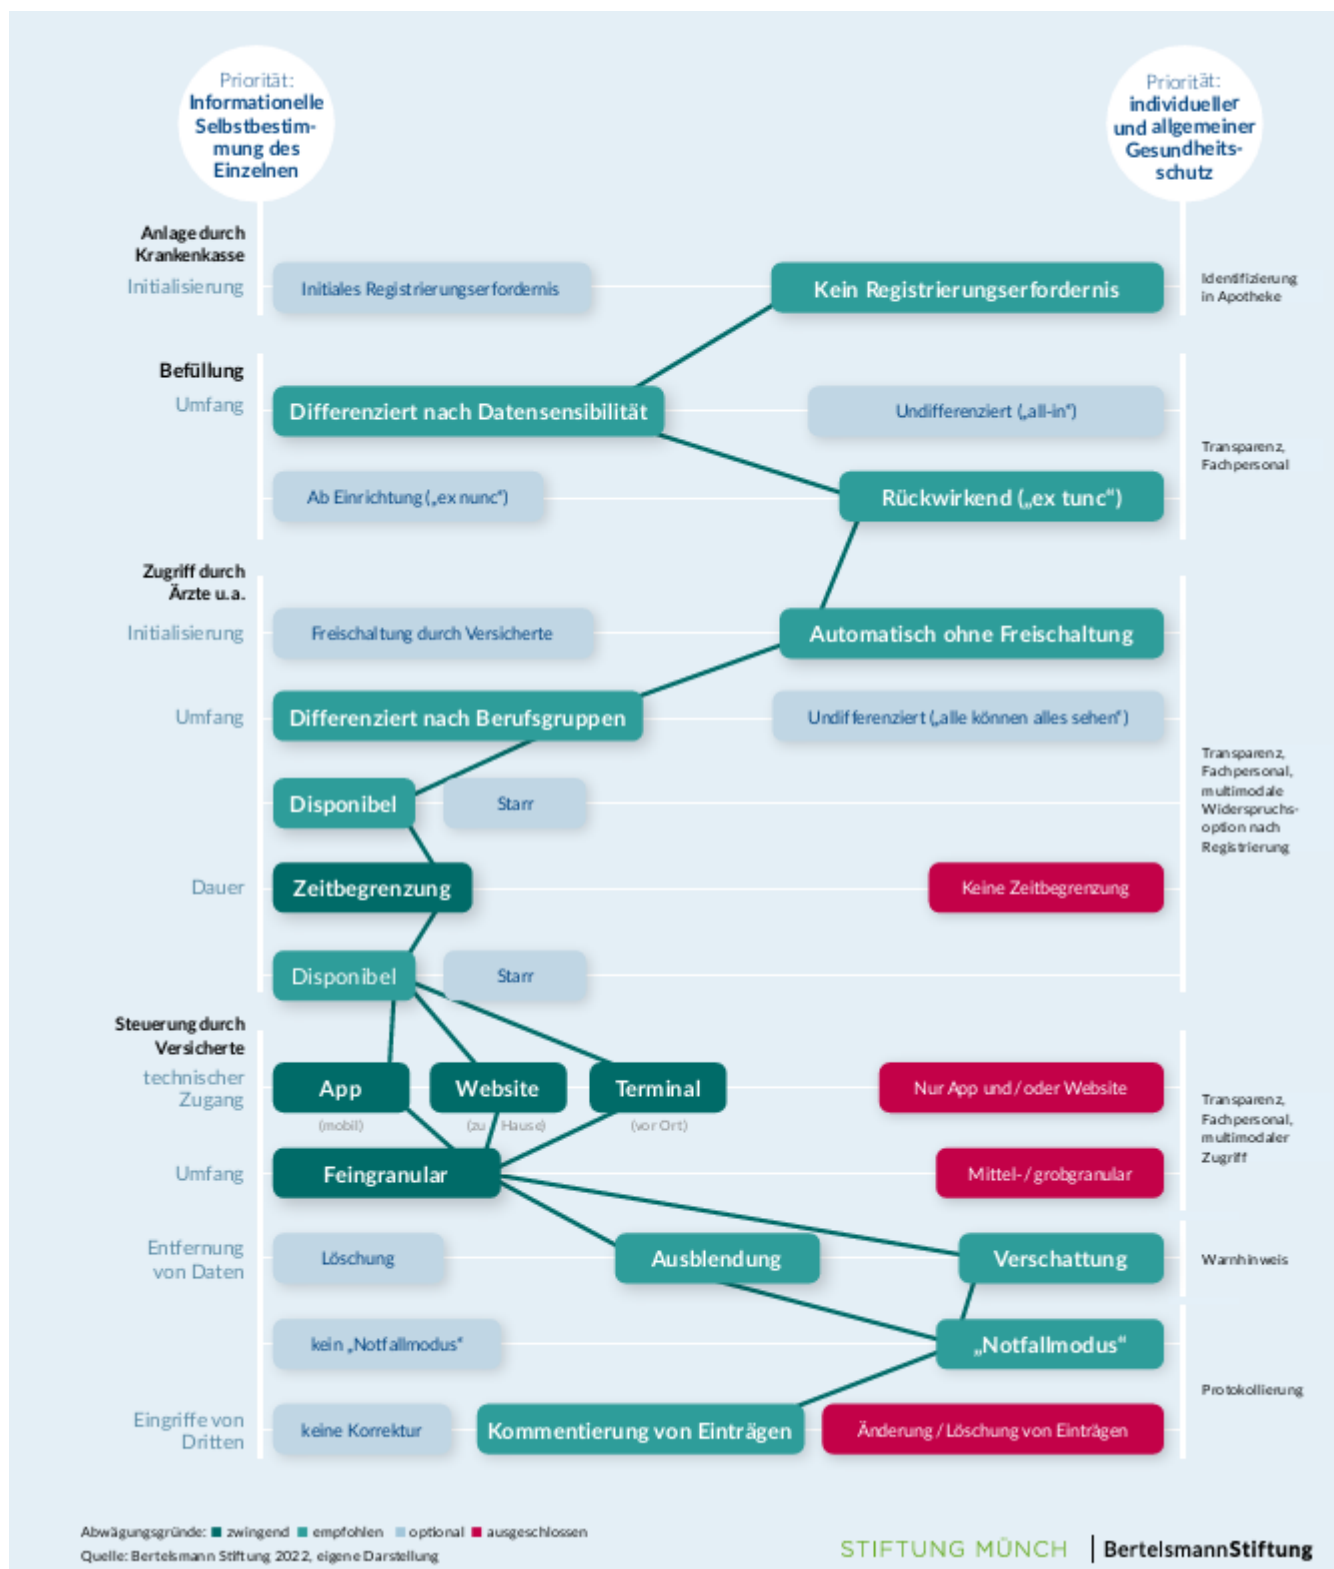 Priorität:
Informationelle
Selbstbestim-
mung des
Einzelnen
Priorität:
individueller
und allgemeiner
Gesundheits-
schutz
Anlage durch
Krankenkasse
Initialisierung
Initiales Registrierungserfordernis
Kein Registrierungserfordernis
Identifizierung
in Apotheke
Befüllung
Umfang
Differenziert nach Datensensibilität
Undifferenziert („all-in“)
Transparenz,
Fachpersonal
Ab Einrichtung („ex nunc“)
Rückwirkend („ex tunc“)
Zugriff durch
Ärzte u. a.
Initialisierung
Freischaltung durch Versicherte
Automatisch ohne Freischaltung
Umfang
Differenziert nach Berufsgruppen
Undifferenziert („alle können alles sehen“)
Transparenz,
Fachpersonal,
multimodale
Widerspruchs-
option nach
Registrierung
Disponibel
Starr
Dauer
Zeitbegrenzung
Keine Zeitbegrenzung
Disponibel
Starr
Steuerung durch
Versicherte
technischer
Zugang
App
(mobil)
Website
(zu Hause)
Terminal
(vor Ort)
Nur App und / oder Website
Transparenz,
Fachpersonal,
multimodaler
Zugriff
Umfang
Feingranular
Mittel- / grobgranular
Entfernung
von Daten
Löschung
Ausblendung
Verschattung
Warnhinweis
kein „Notfallmodus“
„Notfallmodus“
Protokollierung
Eingriffe von
Dritten
keine Korrektur
Kommentierung von Einträgen
Änderung / Löschung von Einträgen
Abwägungsgründe: zwingend empfohlen optional ausgeschlossen
Quelle: Bertelsmann Stiftung 2022, eigene Darstellung
STIFTUNG MÜNCH
BertelsmannStiftung